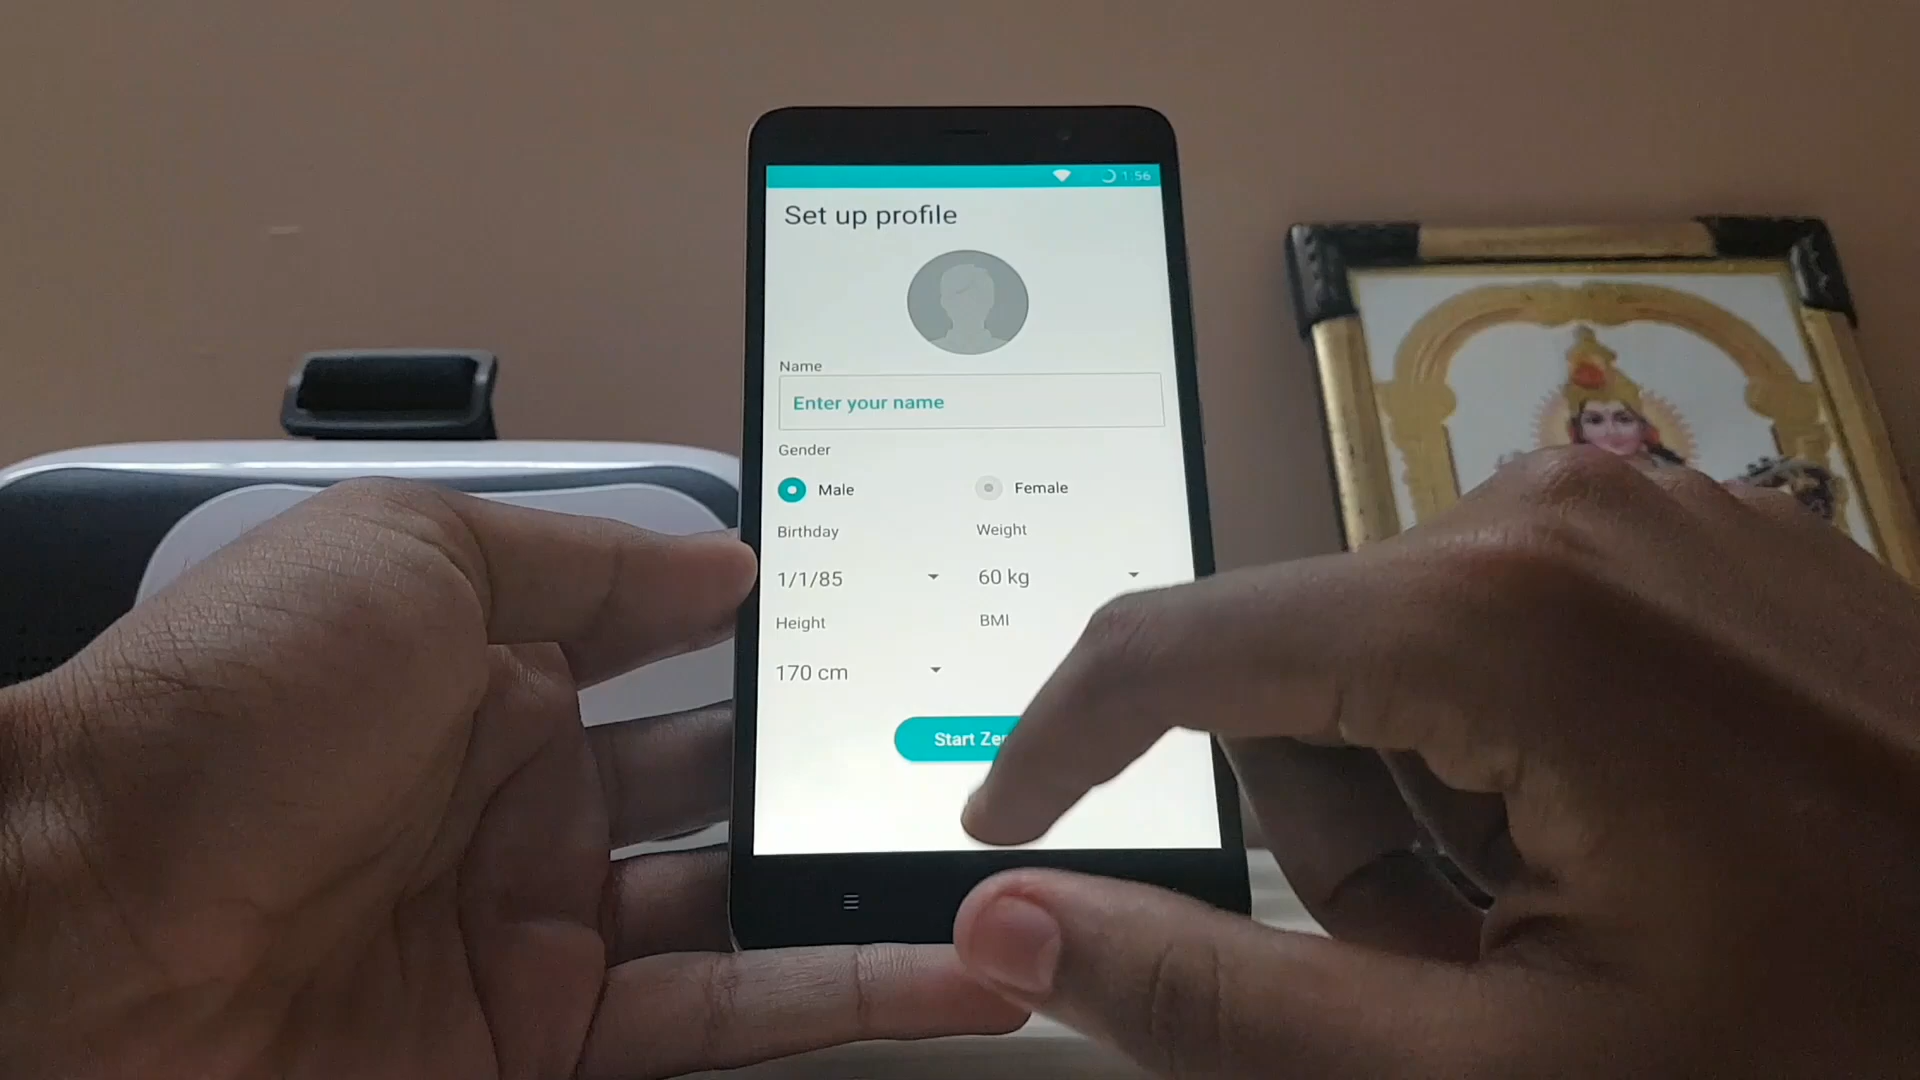 1:56
Set up profile
Name
Enter your name
Gender
Male Female
Birthday Weight
1/1/85 60 kg
Height BMI
170 cm
Start